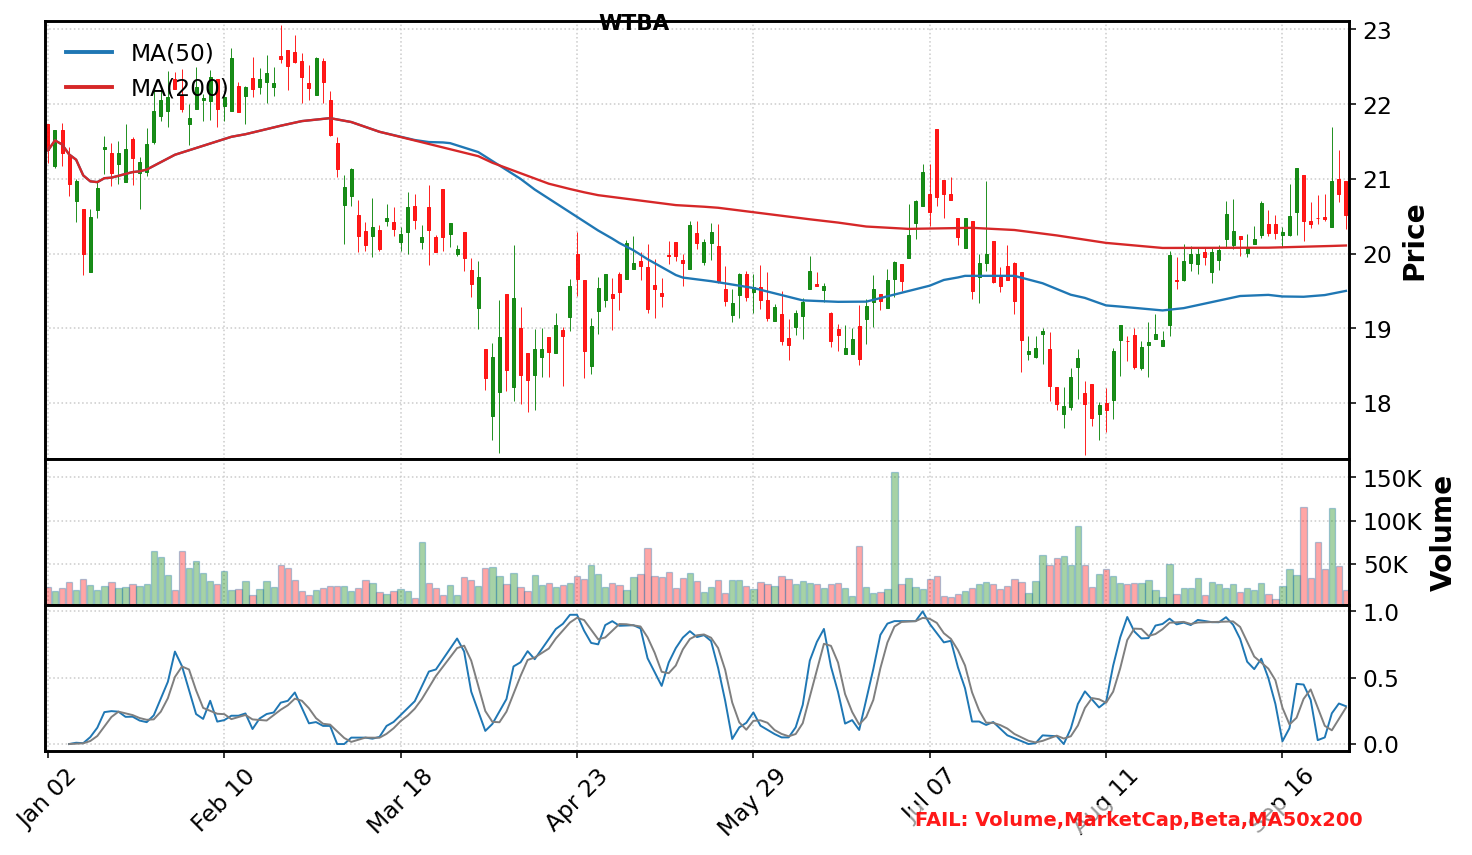 WTBA
MA(50)
MA(200)
23
22
21
20
19
18
Price
150K
100K
50K
Volume
1.0
0.5
0.0
Jan 02
Feb 10
Mar 18
Apr 23
May 29
Jul 07
Aug 11
Sep 16
FAIL: Volume,MarketCap,Beta,MA50x200